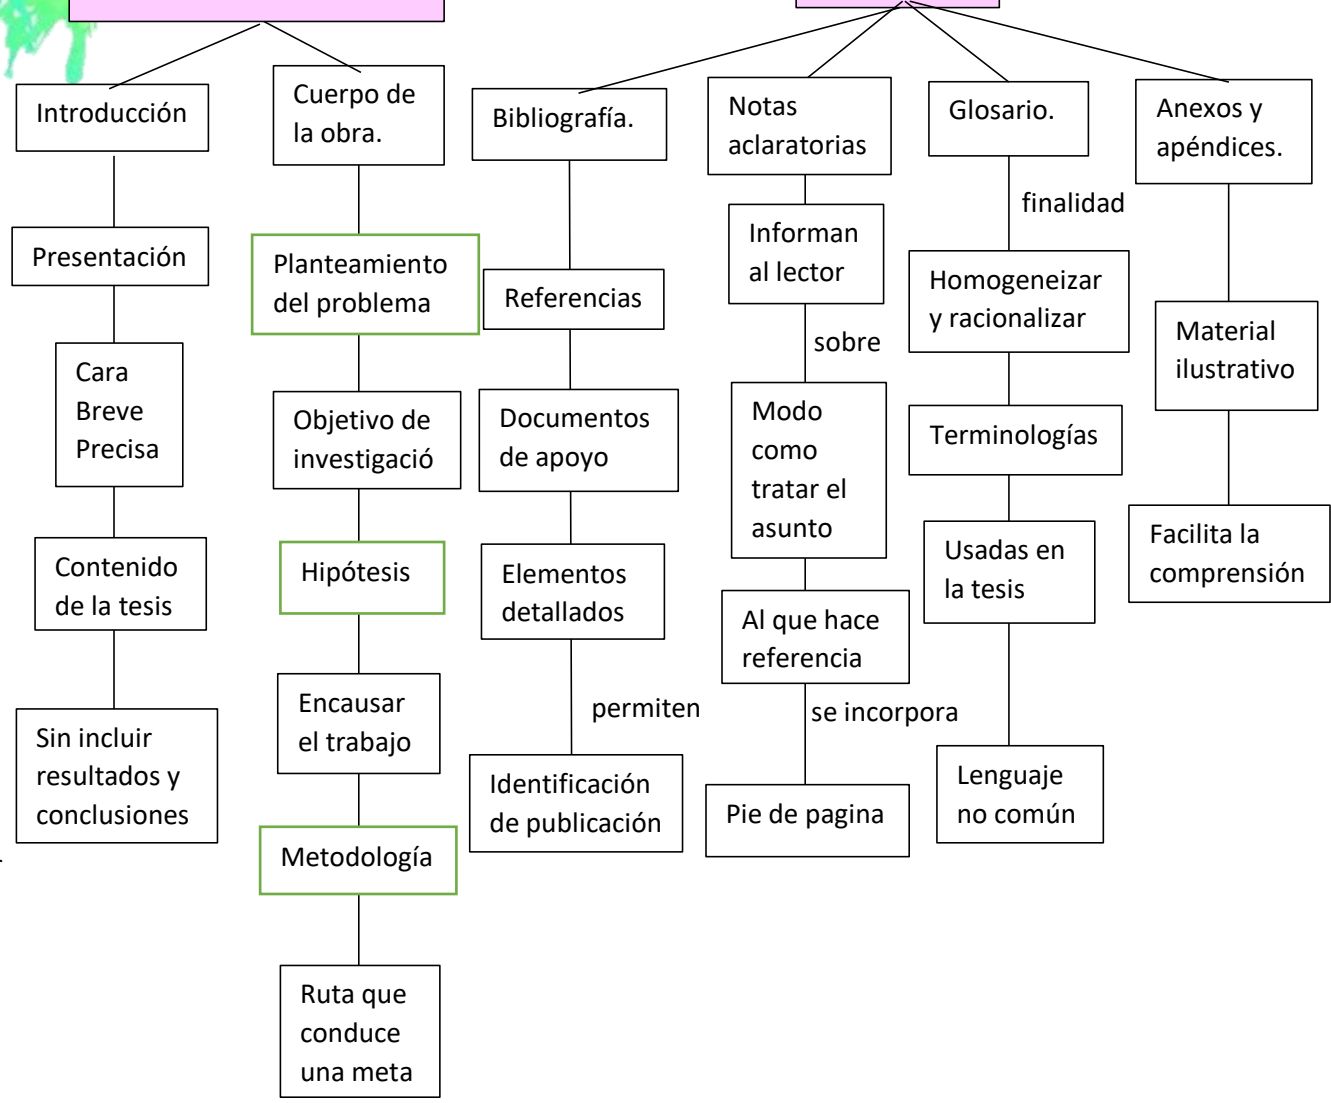 Introducción
Presentación
Cara
Breve
Precisa
Contenido
de la tesis
Sin incluir
resultados y
conclusiones
Cuerpo de
la obra.
Planteamiento
del problema
Objetivo de
investigació
Hipótesis
Encausar
el trabajo
Metodología
Ruta que
conduce
una meta
Bibliografía.
Referencias
Documentos
de apoyo
Elementos
detallados
permiten
Identificación
de publicación
Notas
aclaratorias
Informan
al lector
sobre
Modo
como
tratar el
asunto
Al que hace
referencia
se incorpora
Pie de pagina
Glosario.
finalidad
Homogeneizar
y racionalizar
Terminologías
Usadas en
la tesis
Lenguaje
no común
Anexos y
apéndices.
Material
ilustrativo
Facilita la
comprensión